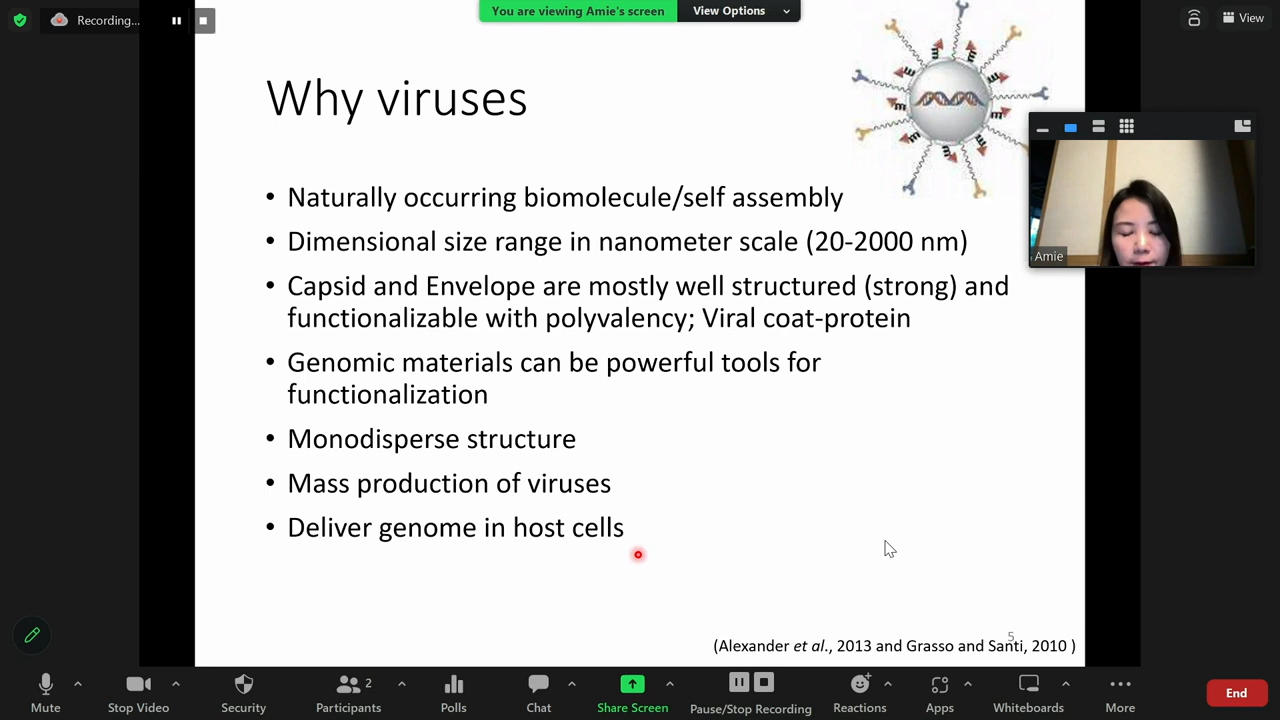 Recording...
You are viewing Amie's screen
View Options
View
Why viruses
• Naturally occurring biomolecule/self assembly
• Dimensional size range in nanometer scale (20-2000 nm)
• Capsid and Envelope are mostly well structured (strong) and
functionalizable with polyvalency; Viral coat-protein
• Genomic materials can be powerful tools for
functionalization
• Monodisperse structure
• Mass production of viruses
• Deliver genome in host cells
Amie
5
(Alexander et al., 2013 and Grasso and Santi, 2010 )
Mute
Stop Video
Security
2
Participants
Polls
Chat
Share Screen
Pause/Stop Recording
Reactions
Apps
Whiteboards
More
End